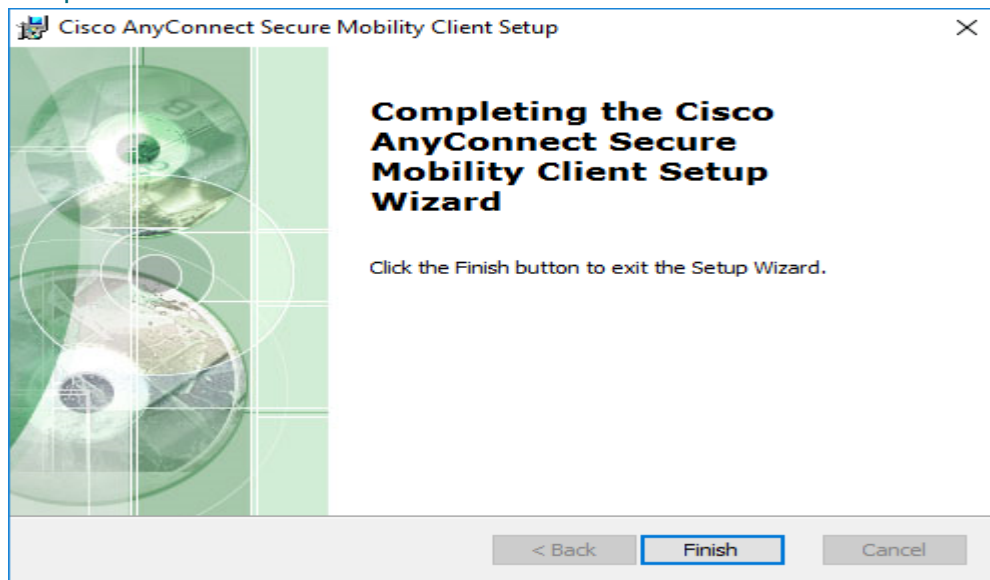 Cisco AnyConnect Secure Mobility Client Setup
Completing the Cisco
AnyConnect Secure
Mobility Client Setup
Wizard
Click the Finish button to exit the Setup Wizard.
< Back Finish Cancel